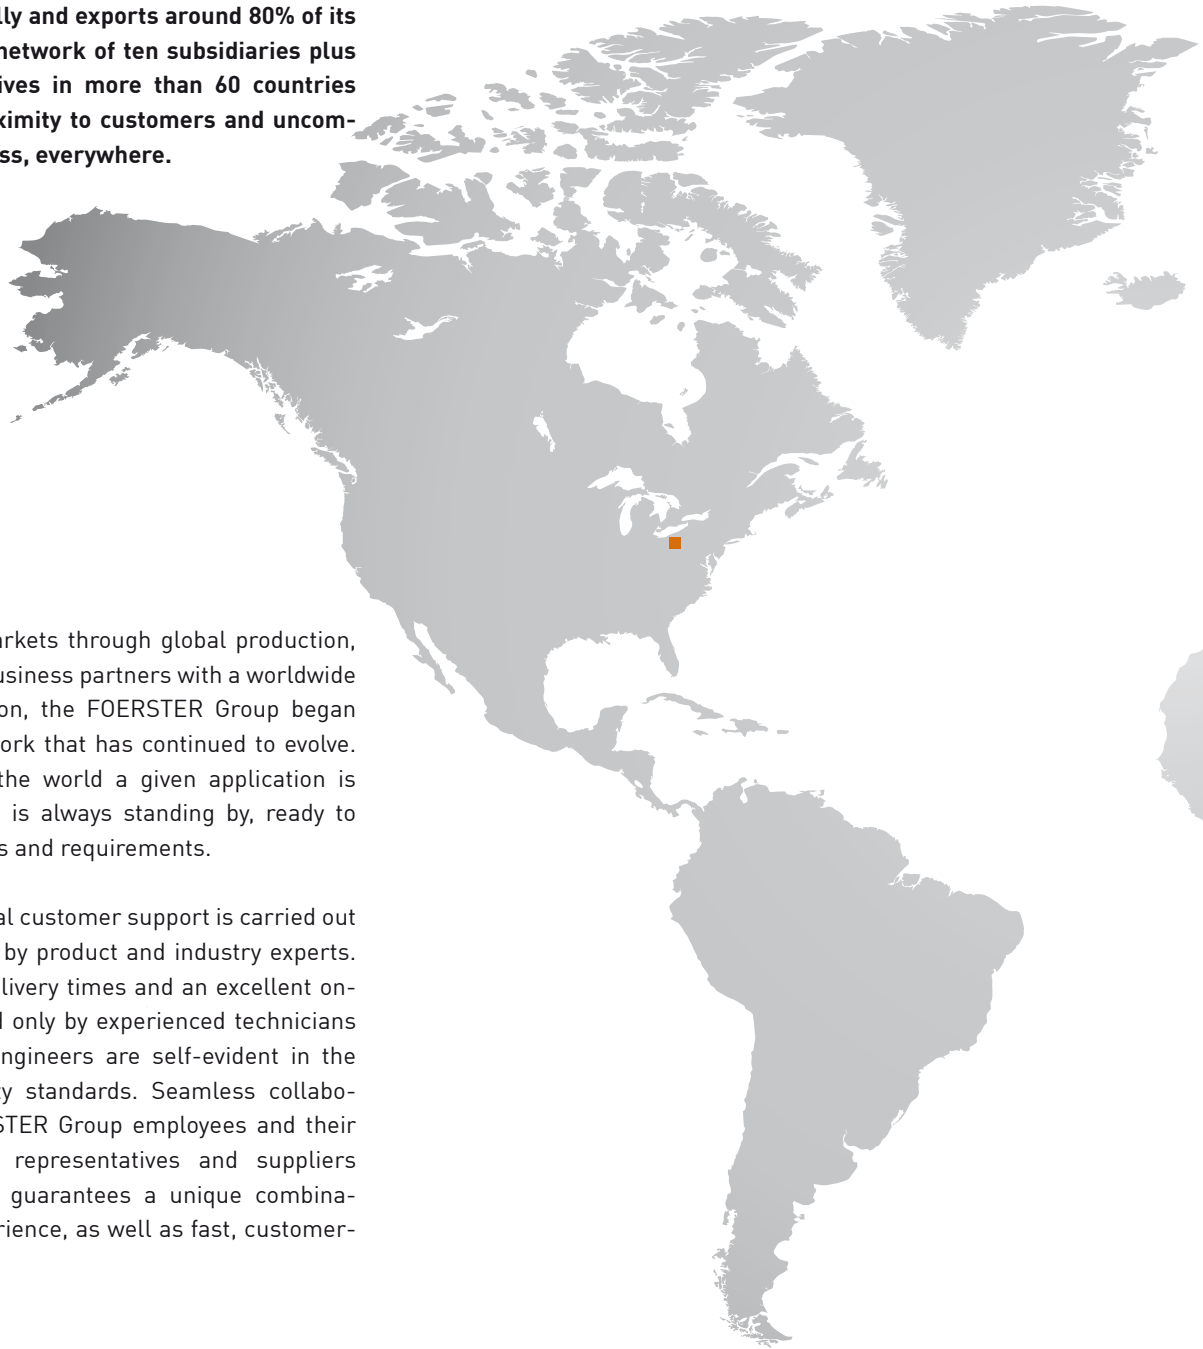 lly and exports around 80% of its
network of ten subsidiaries plus
ives in more than 60 countries
ximity to customers and uncom-
ss, everywhere.
arkets through global production,
usiness partners with a worldwide
on, the FOERSTER Group began
ork that has continued to evolve.
the world a given application is
is always standing by, ready to
s and requirements.
al customer support is carried out
by product and industry experts.
livery times and an excellent on-
d only by experienced technicians
ngineers are self-evident in the
ty standards. Seamless collabo-
STER Group employees and their
representatives and suppliers
guarantees a unique combina-
rience, as well as fast, customer-